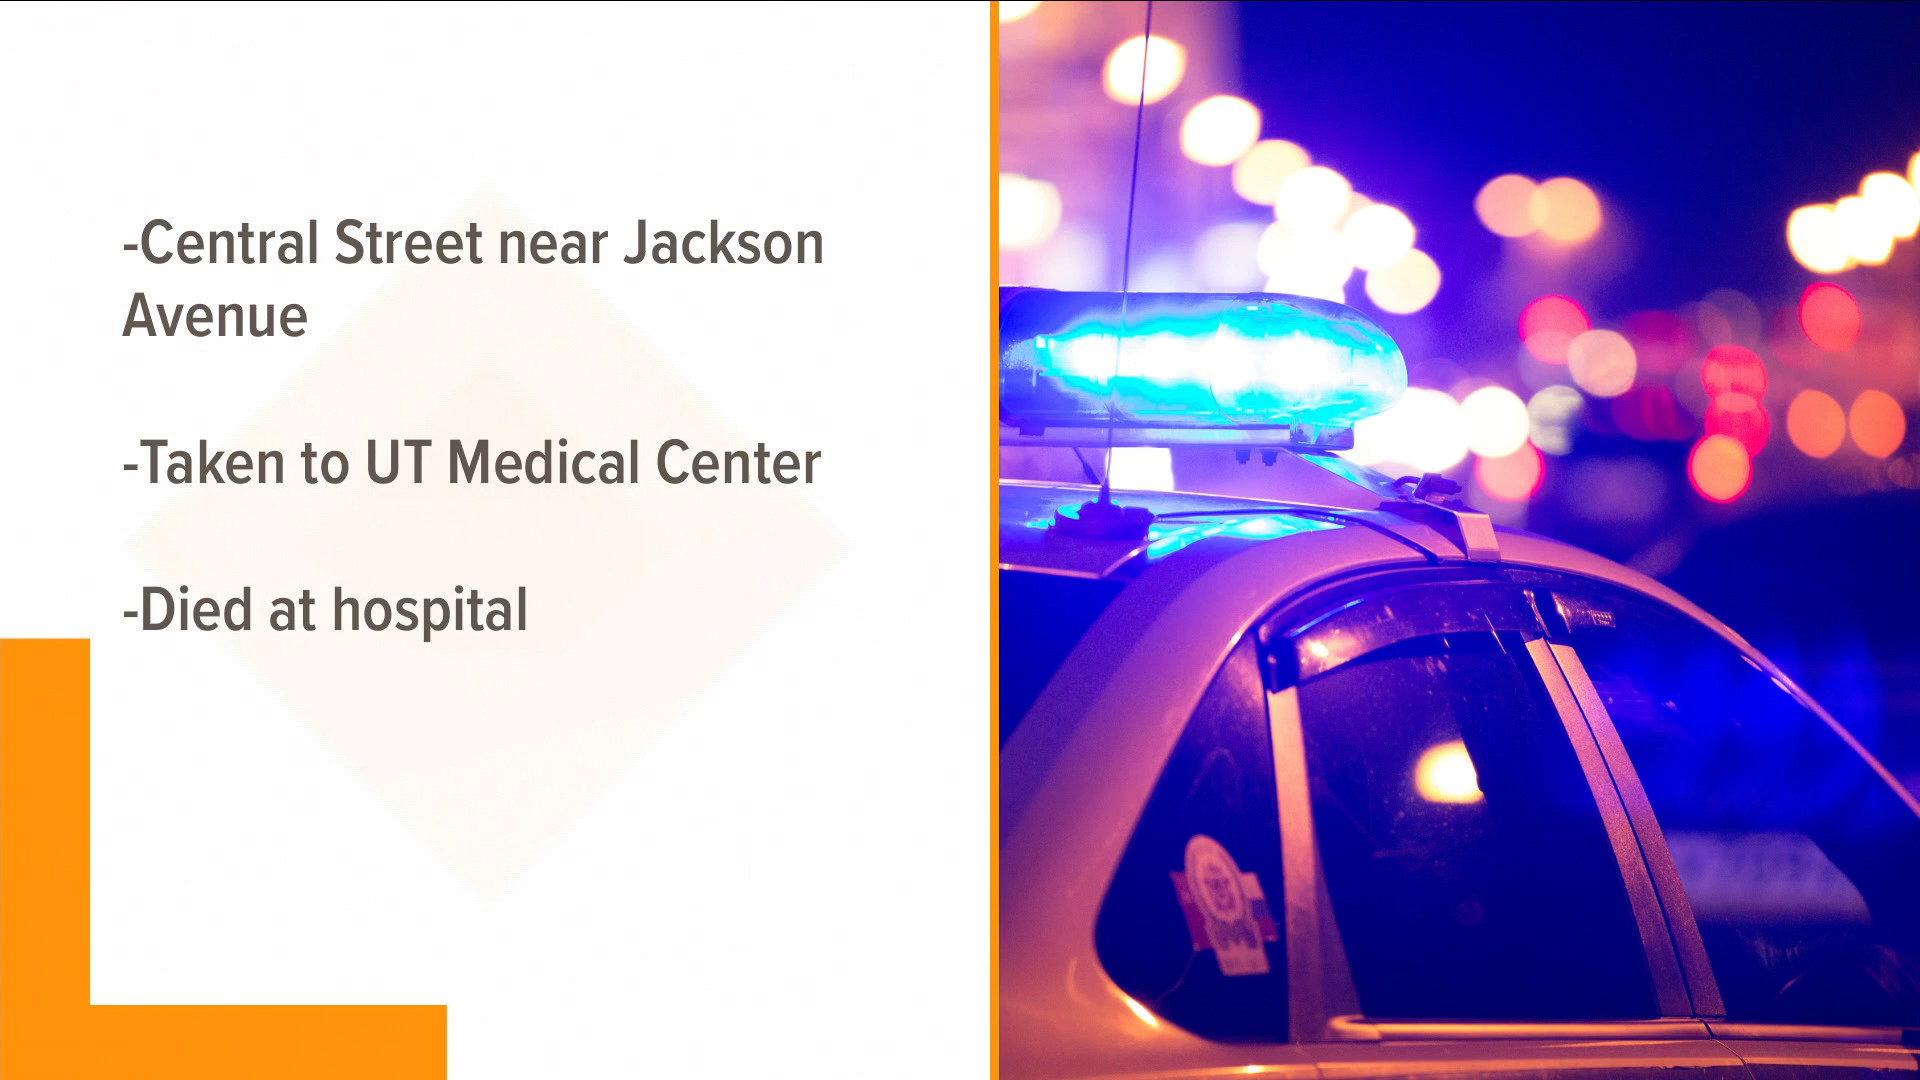 -Central Street near Jackson
Avenue
-Taken to UT Medical Center
-Died at hospital